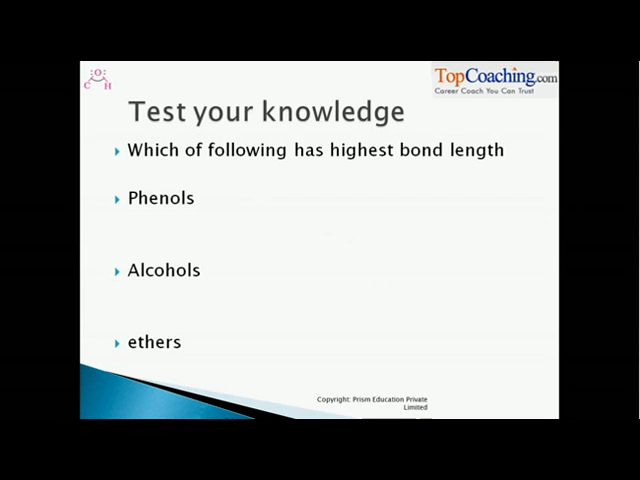 O
C H
TopCoaching.com
Career Coach You Can Trust
Test your knowledge
Which of following has highest bond length
Phenols
Alcohols
ethers
Copyright: Prism Education Private
Limited